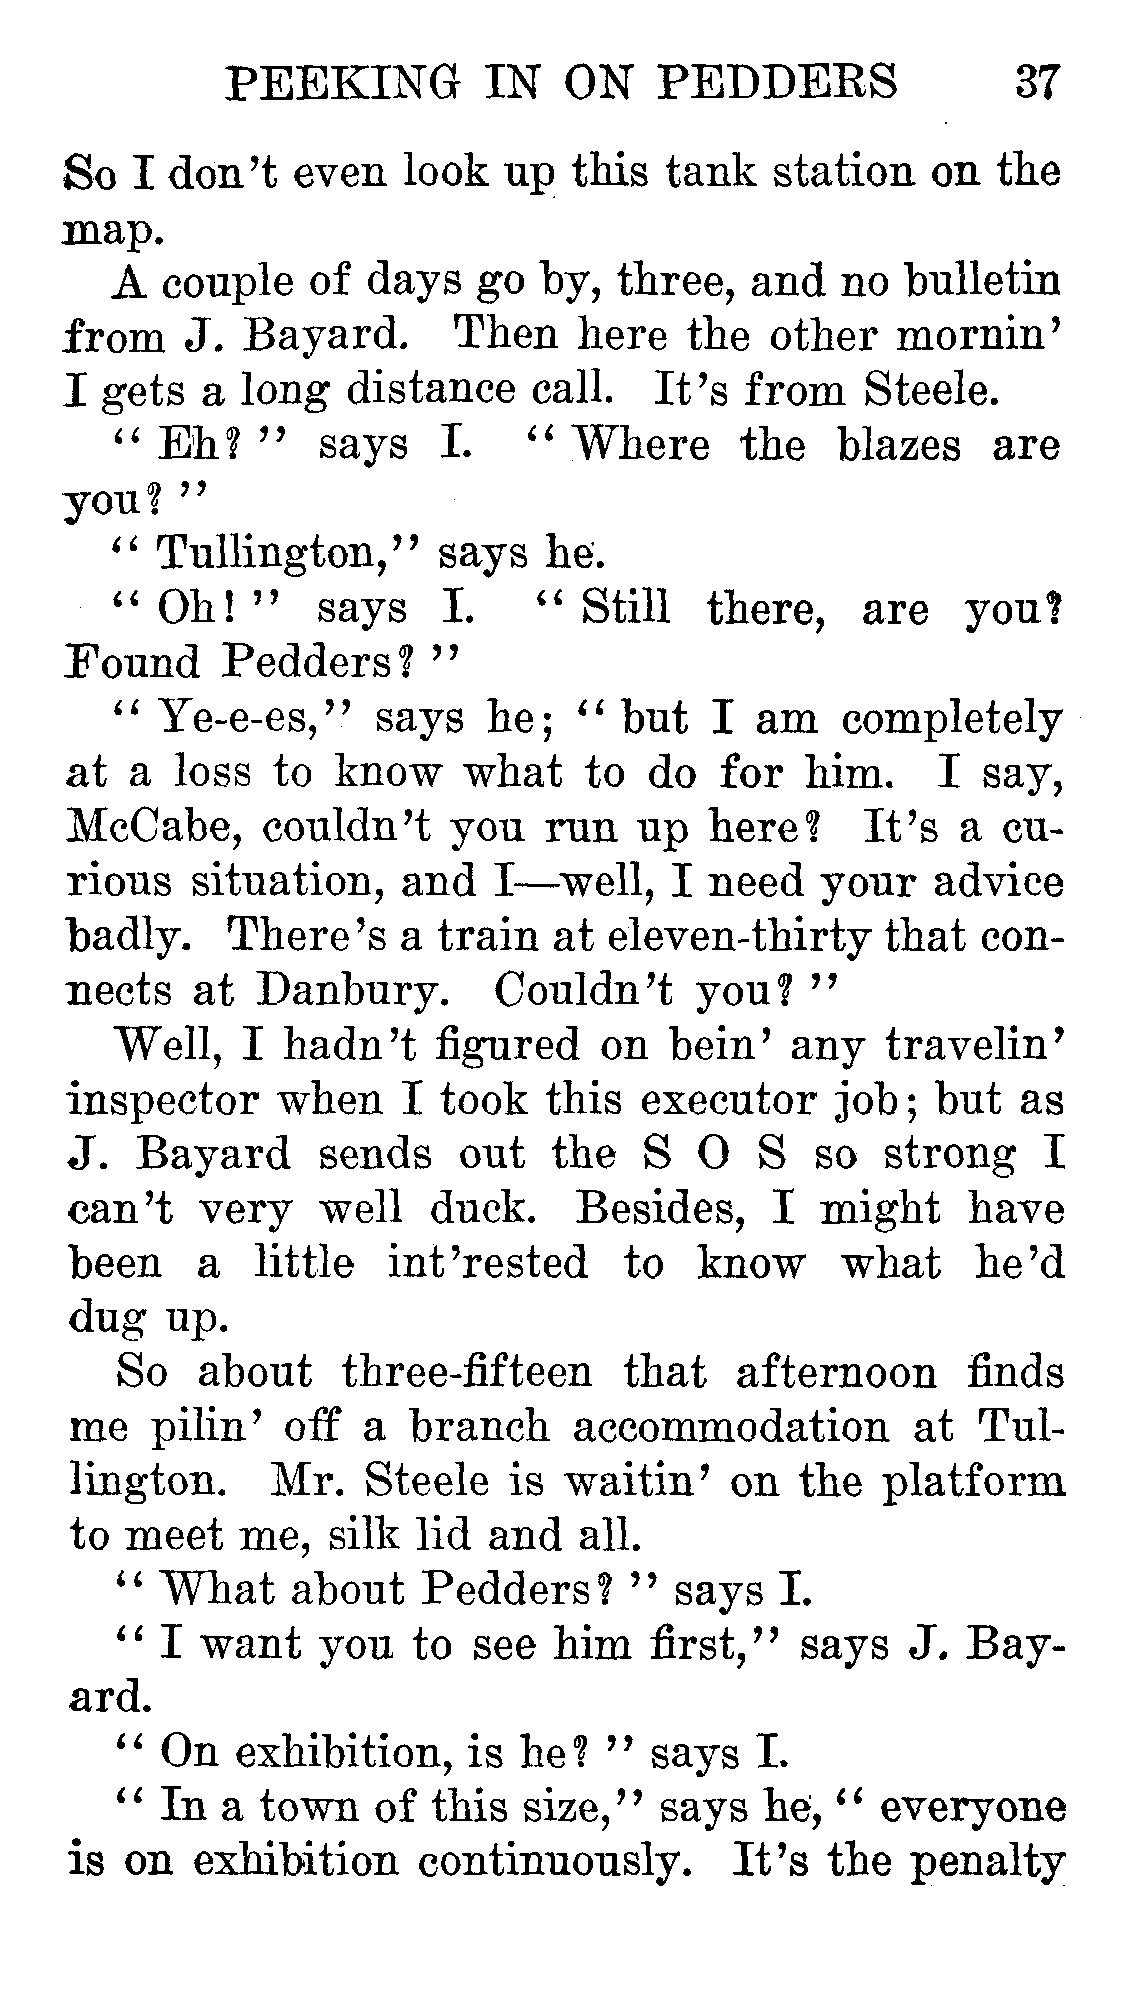 PEEKING IN ON PEDDERS 37
So I don't even look up this tank station on the
map.
A couple of days go by, three, and no bulletin
from J. Bayard. Then here the other mornin'
I gets a long distance call. It's from Steele.
"Eh?" says I. "Where the blazes are
you?"
"Tullington," says he.
"Oh!" says I. "Still there, are you?
Found Pedders?"
"Ye-e-es," says he; "but I am completely
at a loss to know what to do for him. I say,
McCabe, couldn't you run up here? It's a cu-
rious situation, and I—well, I need your advice
badly. There's a train at eleven-thirty that con-
nects at Danbury. Couldn't you?"
Well, I hadn't figured on bein' any travelin'
inspector when I took this executor job; but as
J. Bayard sends out the S O S so strong I
can't very well duck. Besides, I might have
been a little int'rested to know what he'd
dug up.
So about three-fifteen that afternoon finds
me pilin' off a branch accommodation at Tul-
lington. Mr. Steele is waitin' on the platform
to meet me, silk lid and all.
"What about Pedders?" says I.
"I want you to see him first," says J. Bay-
ard.
"On exhibition, is he?" says I.
"In a town of this size," says he, "everyone
is on exhibition continuously. It's the penalty